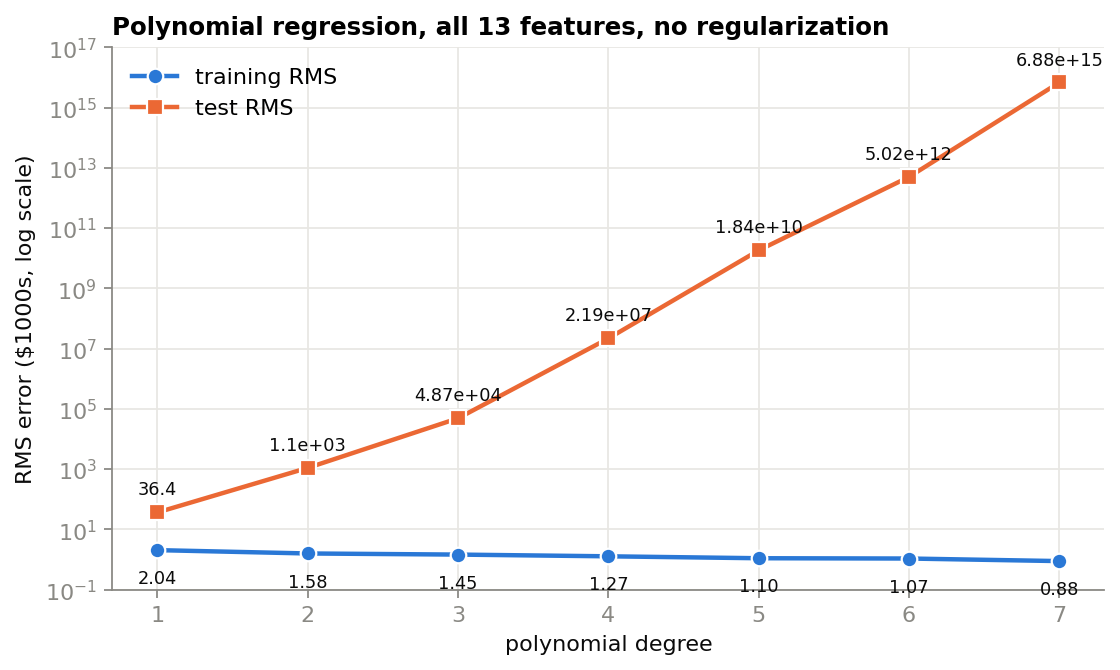 Polynomial regression, all 13 features, no regularization
training RMS
test RMS
RMS error ($1000s, log scale)
10^17
10^15
10^13
10^11
10^9
10^7
10^5
10^3
10^1
10^−1
36.4
1.1e+03
4.87e+04
2.19e+07
1.84e+10
5.02e+12
6.88e+15
2.04
1.58
1.45
1.27
1.10
1.07
0.88
1 2 3 4 5 6 7
polynomial degree